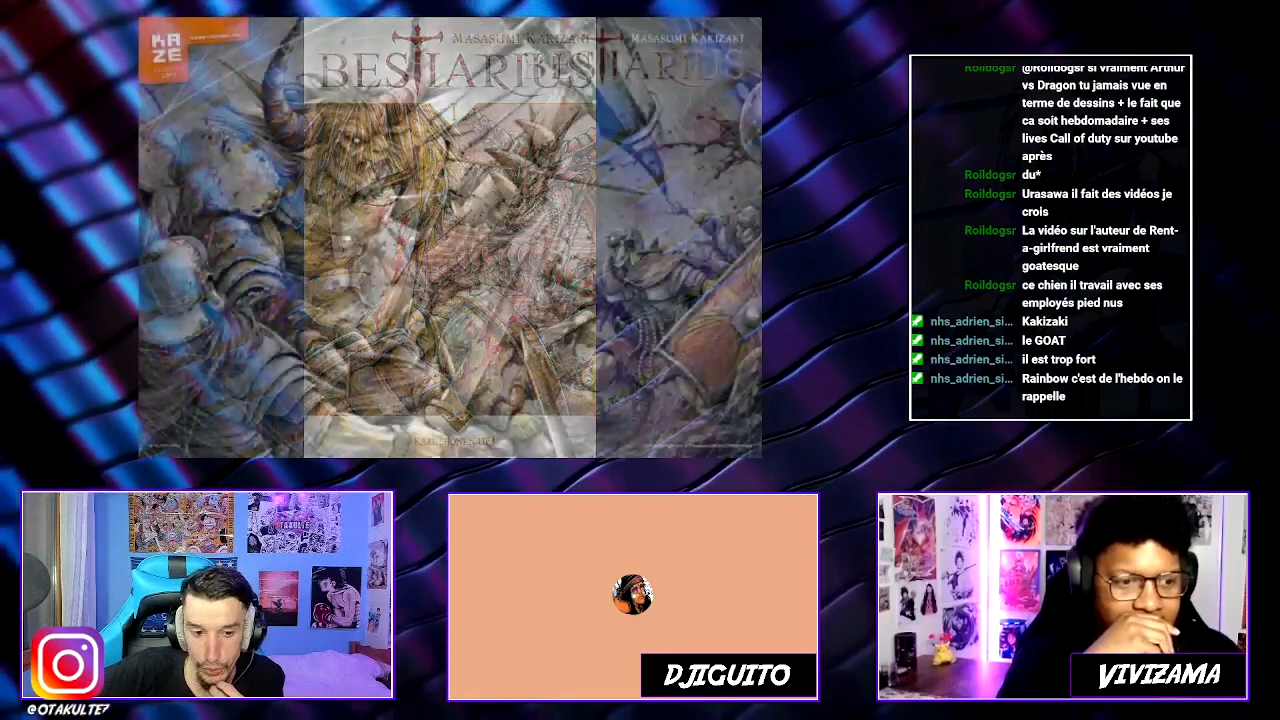 KAZE
MASASUMI KAKIZAKI
BESTIARIUS
MASASUMI KAKIZAKI
BESTIARIUS
Roildogsr @Roildogsr si vraiment Arthur
vs Dragon tu jamais vue en
terme de dessins + le fait que
ca soit hebdomadaire + ses
lives Call of duty sur youtube
après
Roildogsr du*
Roildogsr Urasawa il fait des vidéos je
crois
Roildogsr La vidéo sur l'auteur de Rent-
a-girlfrend est vraiment
goatesque
Roildogsr ce chien il travail avec ses
employés pied nus
nhs_adrien_si... Kakizaki
nhs_adrien_si... le GOAT
nhs_adrien_si... il est trop fort
nhs_adrien_si... Rainbow c'est de l'hebdo on le
rappelle
OTAKULTE
@OTAKULTE7
DJIGUITO
VIVIZAMA